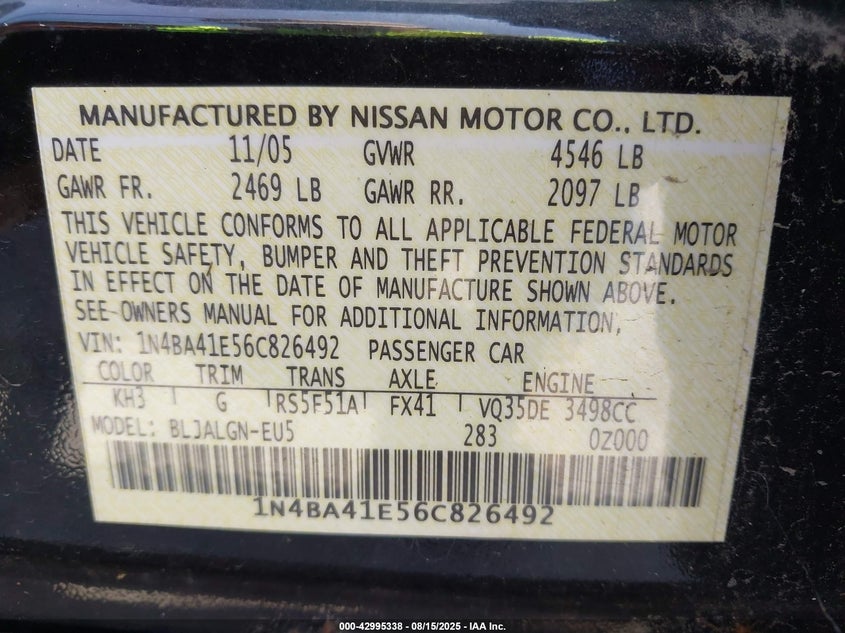 MANUFACTURED BY NISSAN MOTOR CO., LTD.
DATE 11/05 GVWR 4546 LB
GAWR FR. 2469 LB GAWR RR. 2097 LB
THIS VEHICLE CONFORMS TO ALL APPLICABLE FEDERAL MOTOR
VEHICLE SAFETY, BUMPER AND THEFT PREVENTION STANDARDS
IN EFFECT ON THE DATE OF MANUFACTURE SHOWN ABOVE.
SEE OWNERS MANUAL FOR ADDITIONAL INFORMATION.
VIN: 1N4BA41E56C826492 PASSENGER CAR
COLOR TRIM TRANS AXLE ENGINE
KH3 G RS5F51A FX41 VQ35DE 3498CC
MODEL: BLJALGN-EU5 283 0Z000
1N4BA41E56C826492
000-42995338 - 08/15/2025 - IAA Inc.